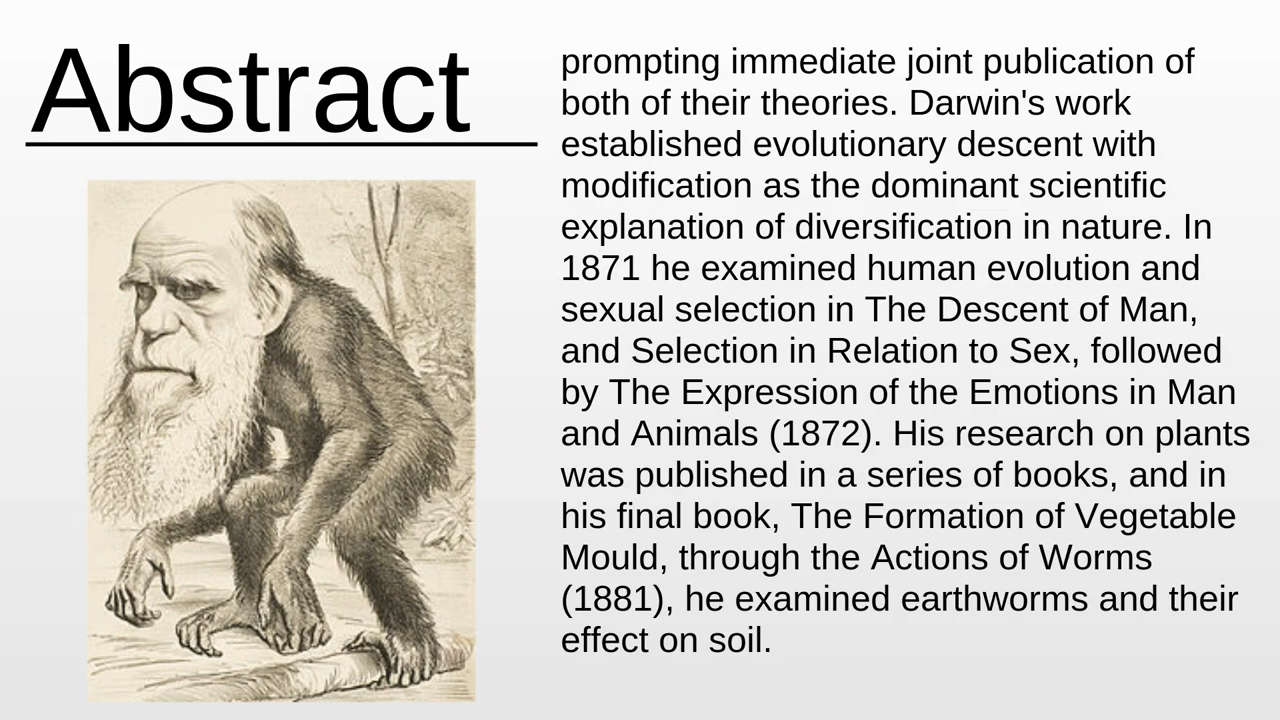 Abstract
prompting immediate joint publication of
both of their theories. Darwin's work
established evolutionary descent with
modification as the dominant scientific
explanation of diversification in nature. In
1871 he examined human evolution and
sexual selection in The Descent of Man,
and Selection in Relation to Sex, followed
by The Expression of the Emotions in Man
and Animals (1872). His research on plants
was published in a series of books, and in
his final book, The Formation of Vegetable
Mould, through the Actions of Worms
(1881), he examined earthworms and their
effect on soil.